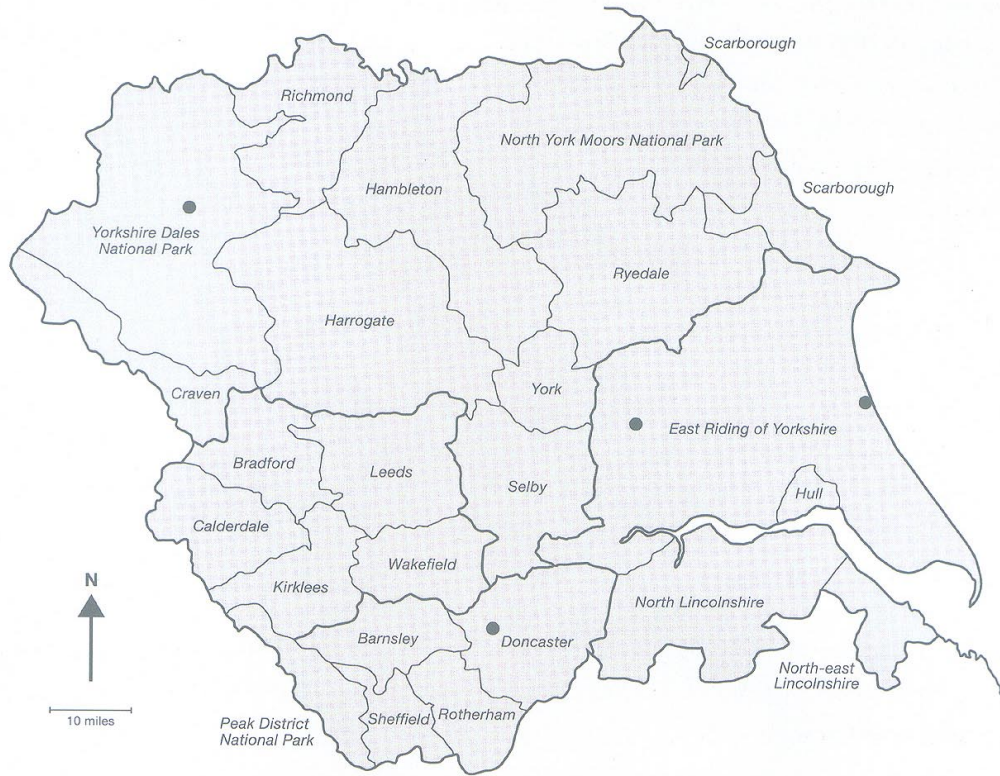 Scarborough
Richmond
North York Moors National Park
Hambleton
Scarborough
Yorkshire Dales
National Park
Ryedale
Harrogate
Craven
York
East Riding of Yorkshire
Bradford
Leeds
Selby
Hull
Calderdale
Wakefield
N
Kirklees
North Lincolnshire
Barnsley
Doncaster
North-east
Lincolnshire
10 miles
Peak District
National Park
Sheffield
Rotherham